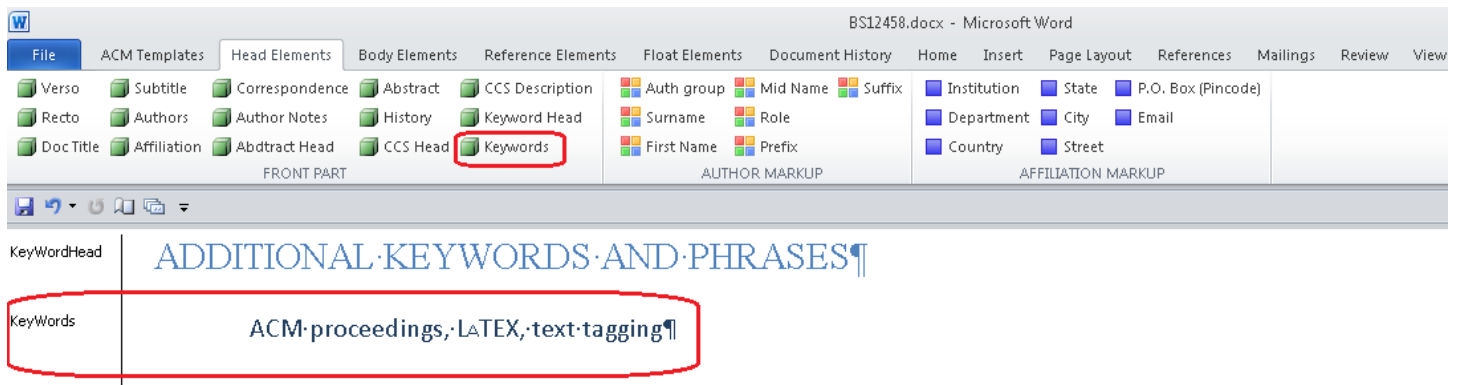 W BS12458.docx - Microsoft Word
File ACM Templates Head Elements Body Elements Reference Elements Float Elements Document History Home Insert Page Layout References Mailings Review View
Verso Subtitle Correspondence Abstract CCS Description Auth group Mid Name Suffix Institution State P.O. Box (Pincode)
Recto Authors Author Notes History Keyword Head Surname Role Department City Email
Doc Title Affiliation Abdtract Head CCS Head Keywords First Name Prefix Country Street
FRONT PART AUTHOR MARKUP AFFILIATION MARKUP
KeyWordHead ADDITIONAL·KEYWORDS·AND·PHRASES¶
KeyWords ACM·proceedings,·LATEX,·text·tagging¶